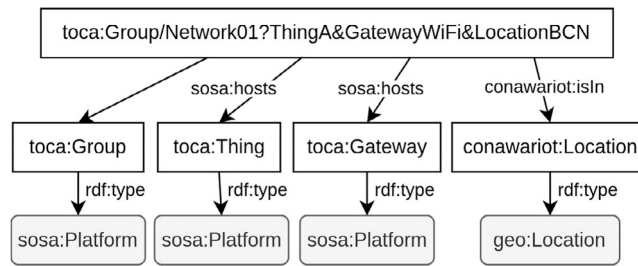 toca:Group/Network01?ThingA&GatewayWiFi&LocationBCN
sosa:hosts
sosa:hosts
conawariot:isIn
toca:Group
toca:Thing
toca:Gateway
conawariot:Location
rdf:type
rdf:type
rdf:type
rdf:type
sosa:Platform
sosa:Platform
sosa:Platform
geo:Location